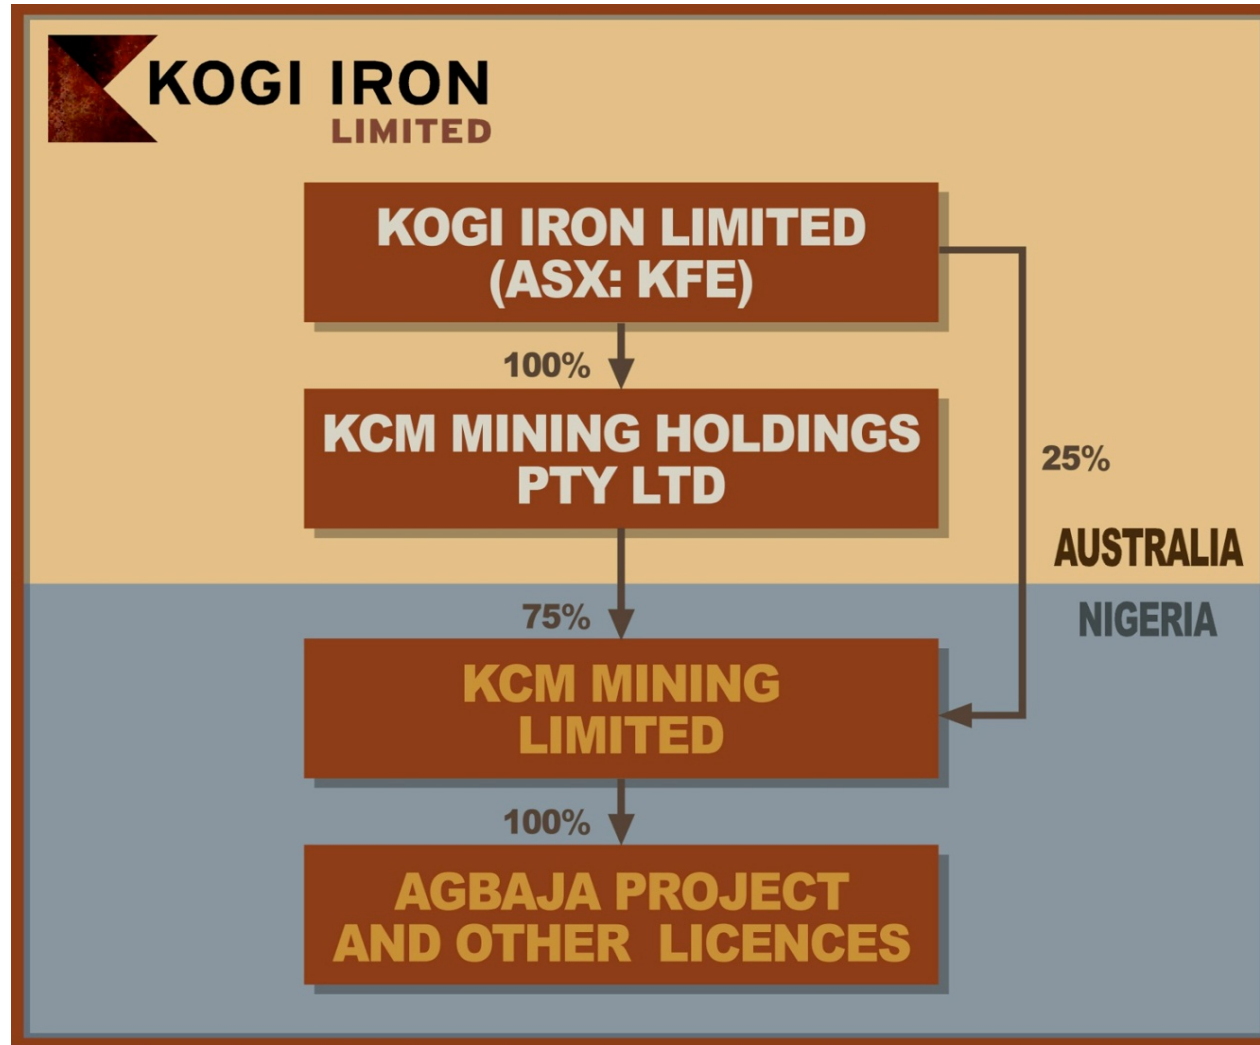 KOGI IRON
LIMITED
KOGI IRON LIMITED
(ASX: KFE)
100%
KCM MINING HOLDINGS
PTY LTD
25%
AUSTRALIA
NIGERIA
75%
KCM MINING
LIMITED
100%
AGBAJA PROJECT
AND OTHER LICENCES